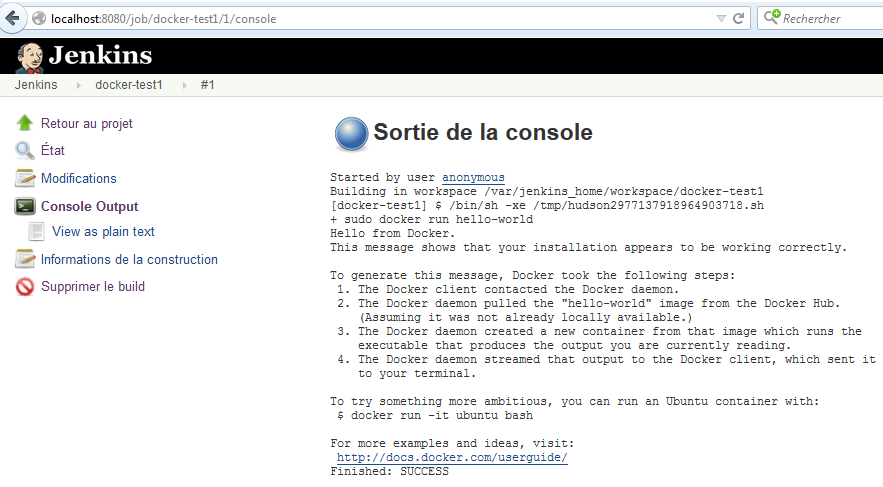 localhost:8080/job/docker-test1/1/console
Rechercher
Jenkins
Jenkins docker-test1 #1
Retour au projet
État
Modifications
Console Output
View as plain text
Informations de la construction
Supprimer le build
Sortie de la console
Started by user anonymous
Building in workspace /var/jenkins_home/workspace/docker-test1
[docker-test1] $ /bin/sh -xe /tmp/hudson2977137918964903718.sh
+ sudo docker run hello-world
Hello from Docker.
This message shows that your installation appears to be working correctly.
To generate this message, Docker took the following steps:
1. The Docker client contacted the Docker daemon.
2. The Docker daemon pulled the "hello-world" image from the Docker Hub.
(Assuming it was not already locally available.)
3. The Docker daemon created a new container from that image which runs the
executable that produces the output you are currently reading.
4. The Docker daemon streamed that output to the Docker client, which sent it
to your terminal.
To try something more ambitious, you can run an Ubuntu container with:
$ docker run -it ubuntu bash
For more examples and ideas, visit:
http://docs.docker.com/userguide/
Finished: SUCCESS